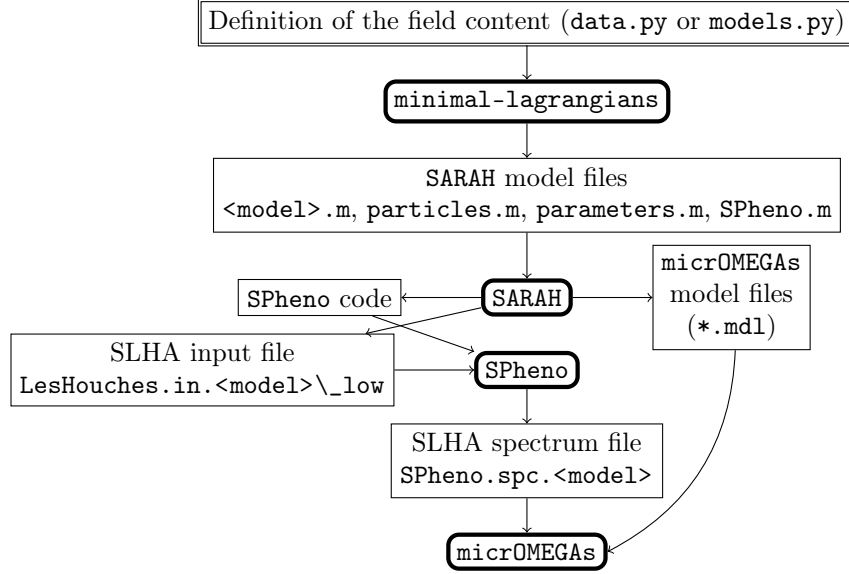 Definition of the field content (data.py or models.py)
minimal-lagrangians
SARAH model files
<model>.m, particles.m, parameters.m, SPheno.m
SPheno code
SARAH
micrOMEGAs
model files
(*.mdl)
SLHA input file
LesHouches.in.<model>\_low
SPheno
SLHA spectrum file
SPheno.spc.<model>
micrOMEGAs